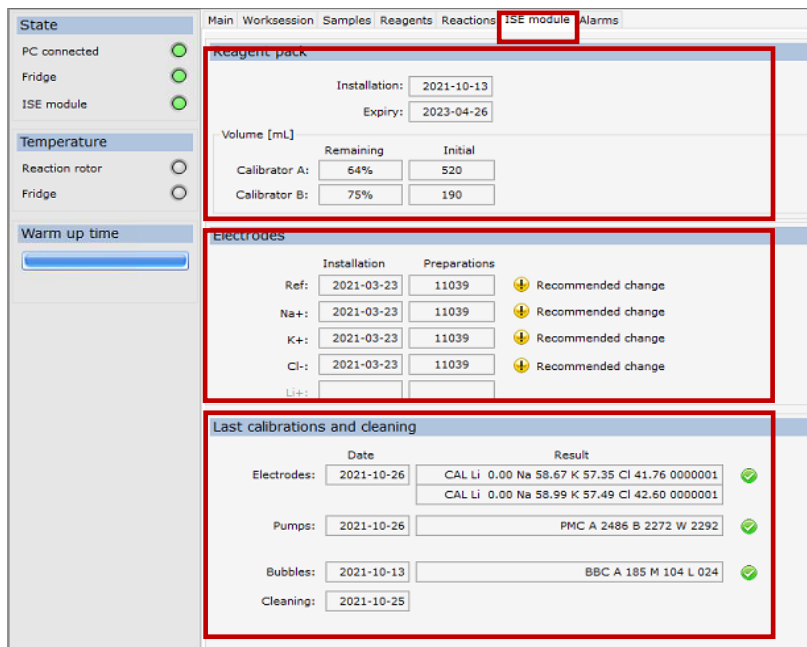 State
PC connected
Fridge
ISE module
Temperature
Reaction rotor
Fridge
Warm up time
Main Worksession Samples Reagents Reactions ISE module Alarms
Reagent pack
Installation: 2021-10-13
Expiry: 2023-04-26
Volume [mL]
Remaining Initial
Calibrator A: 64% 520
Calibrator B: 75% 190
Electrodes
Installation Preparations
Ref: 2021-03-23 11039 Recommended change
Na+: 2021-03-23 11039 Recommended change
K+: 2021-03-23 11039 Recommended change
Cl-: 2021-03-23 11039 Recommended change
Li+:
Last calibrations and cleaning
Date Result
Electrodes: 2021-10-26 CAL Li 0.00 Na 58.67 K 57.35 Cl 41.76 0000001
CAL Li 0.00 Na 58.99 K 57.49 Cl 42.60 0000001
Pumps: 2021-10-26 PMC A 2486 B 2272 W 2292
Bubbles: 2021-10-13 BBC A 185 M 104 L 024
Cleaning: 2021-10-25